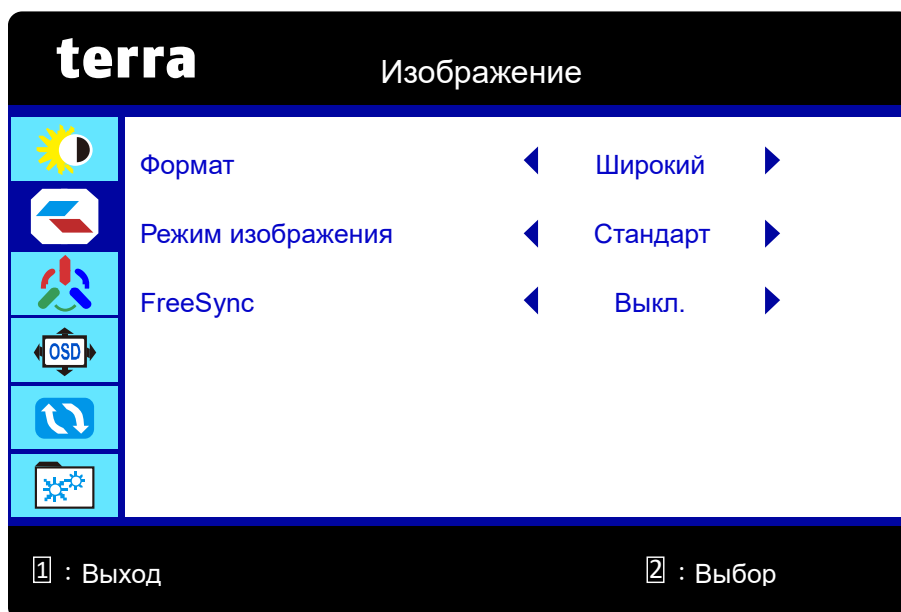 terra
Изображение
Формат Широкий
Режим изображения Стандарт
FreeSync Выкл.
OSD
1 : Выход 2 : Выбор